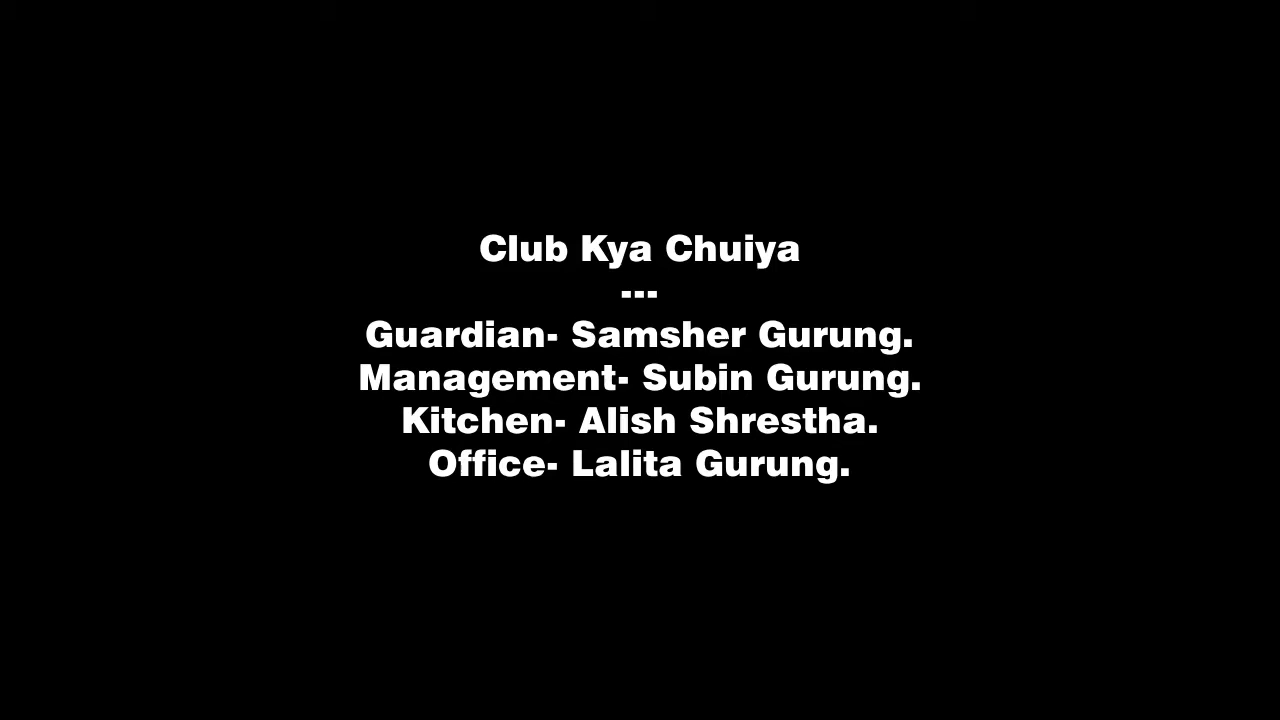 Club Kya Chuiya
---
Guardian- Samsher Gurung.
Management- Subin Gurung.
Kitchen- Alish Shrestha.
Office- Lalita Gurung.